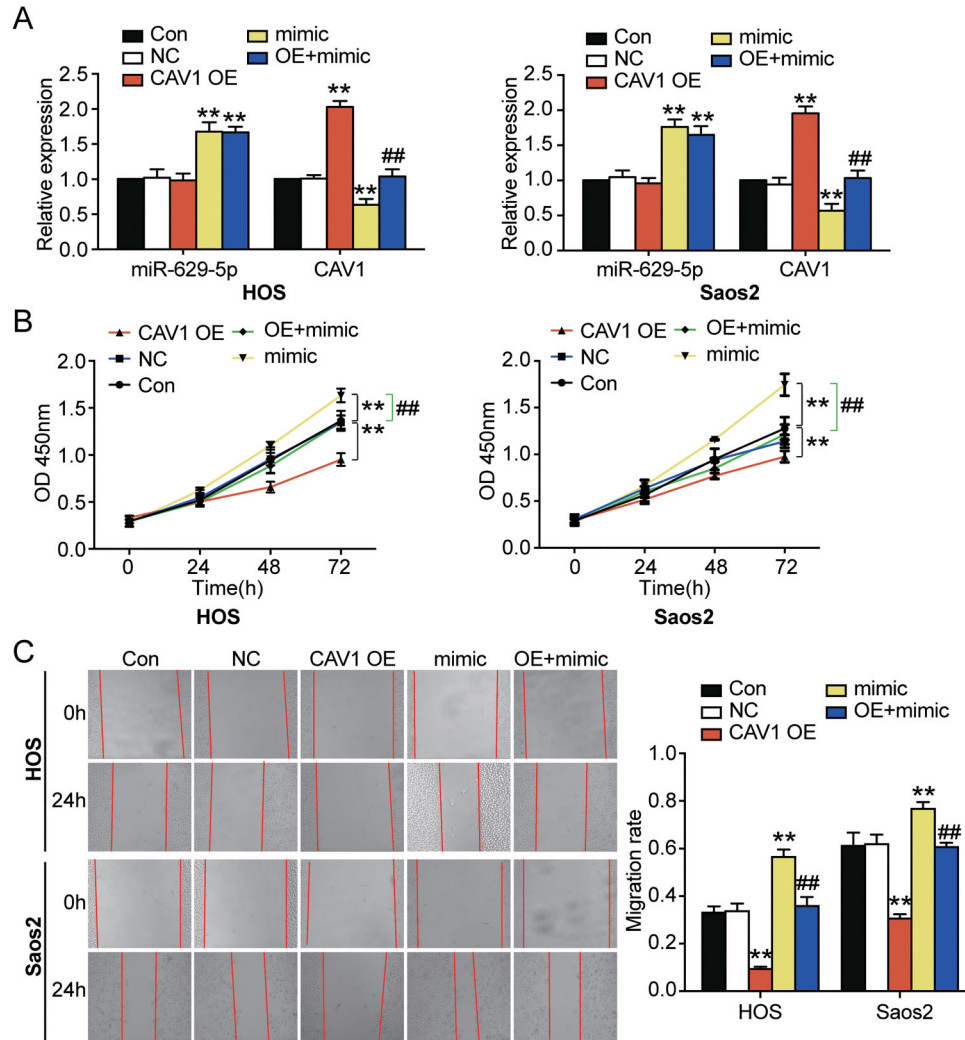 A
Con
NC
CAV1 OE
mimic
OE+mimic
Relative expression
2.5
2.0
1.5
1.0
0.5
0.0
** **
**
**
##
miR-629-5p CAV1
HOS
Con
NC
CAV1 OE
mimic
OE+mimic
Relative expression
2.5
2.0
1.5
1.0
0.5
0.0
** **
**
**
##
miR-629-5p CAV1
Saos2
B
CAV1 OE
NC
Con
OE+mimic
mimic
OD 450nm
2.0
1.5
1.0
0.5
0.0
** ##
**
0 24 48 72
Time(h)
HOS
CAV1 OE
NC
Con
OE+mimic
mimic
OD 450nm
2.0
1.5
1.0
0.5
0.0
** ##
**
0 24 48 72
Time(h)
Saos2
C
Con NC CAV1 OE mimic OE+mimic
HOS
0h
24h
Saos2
0h
24h
Con
NC
CAV1 OE
mimic
OE+mimic
Migration rate
1.0
0.8
0.6
0.4
0.2
0.0
**
**
##
**
**
##
HOS Saos2